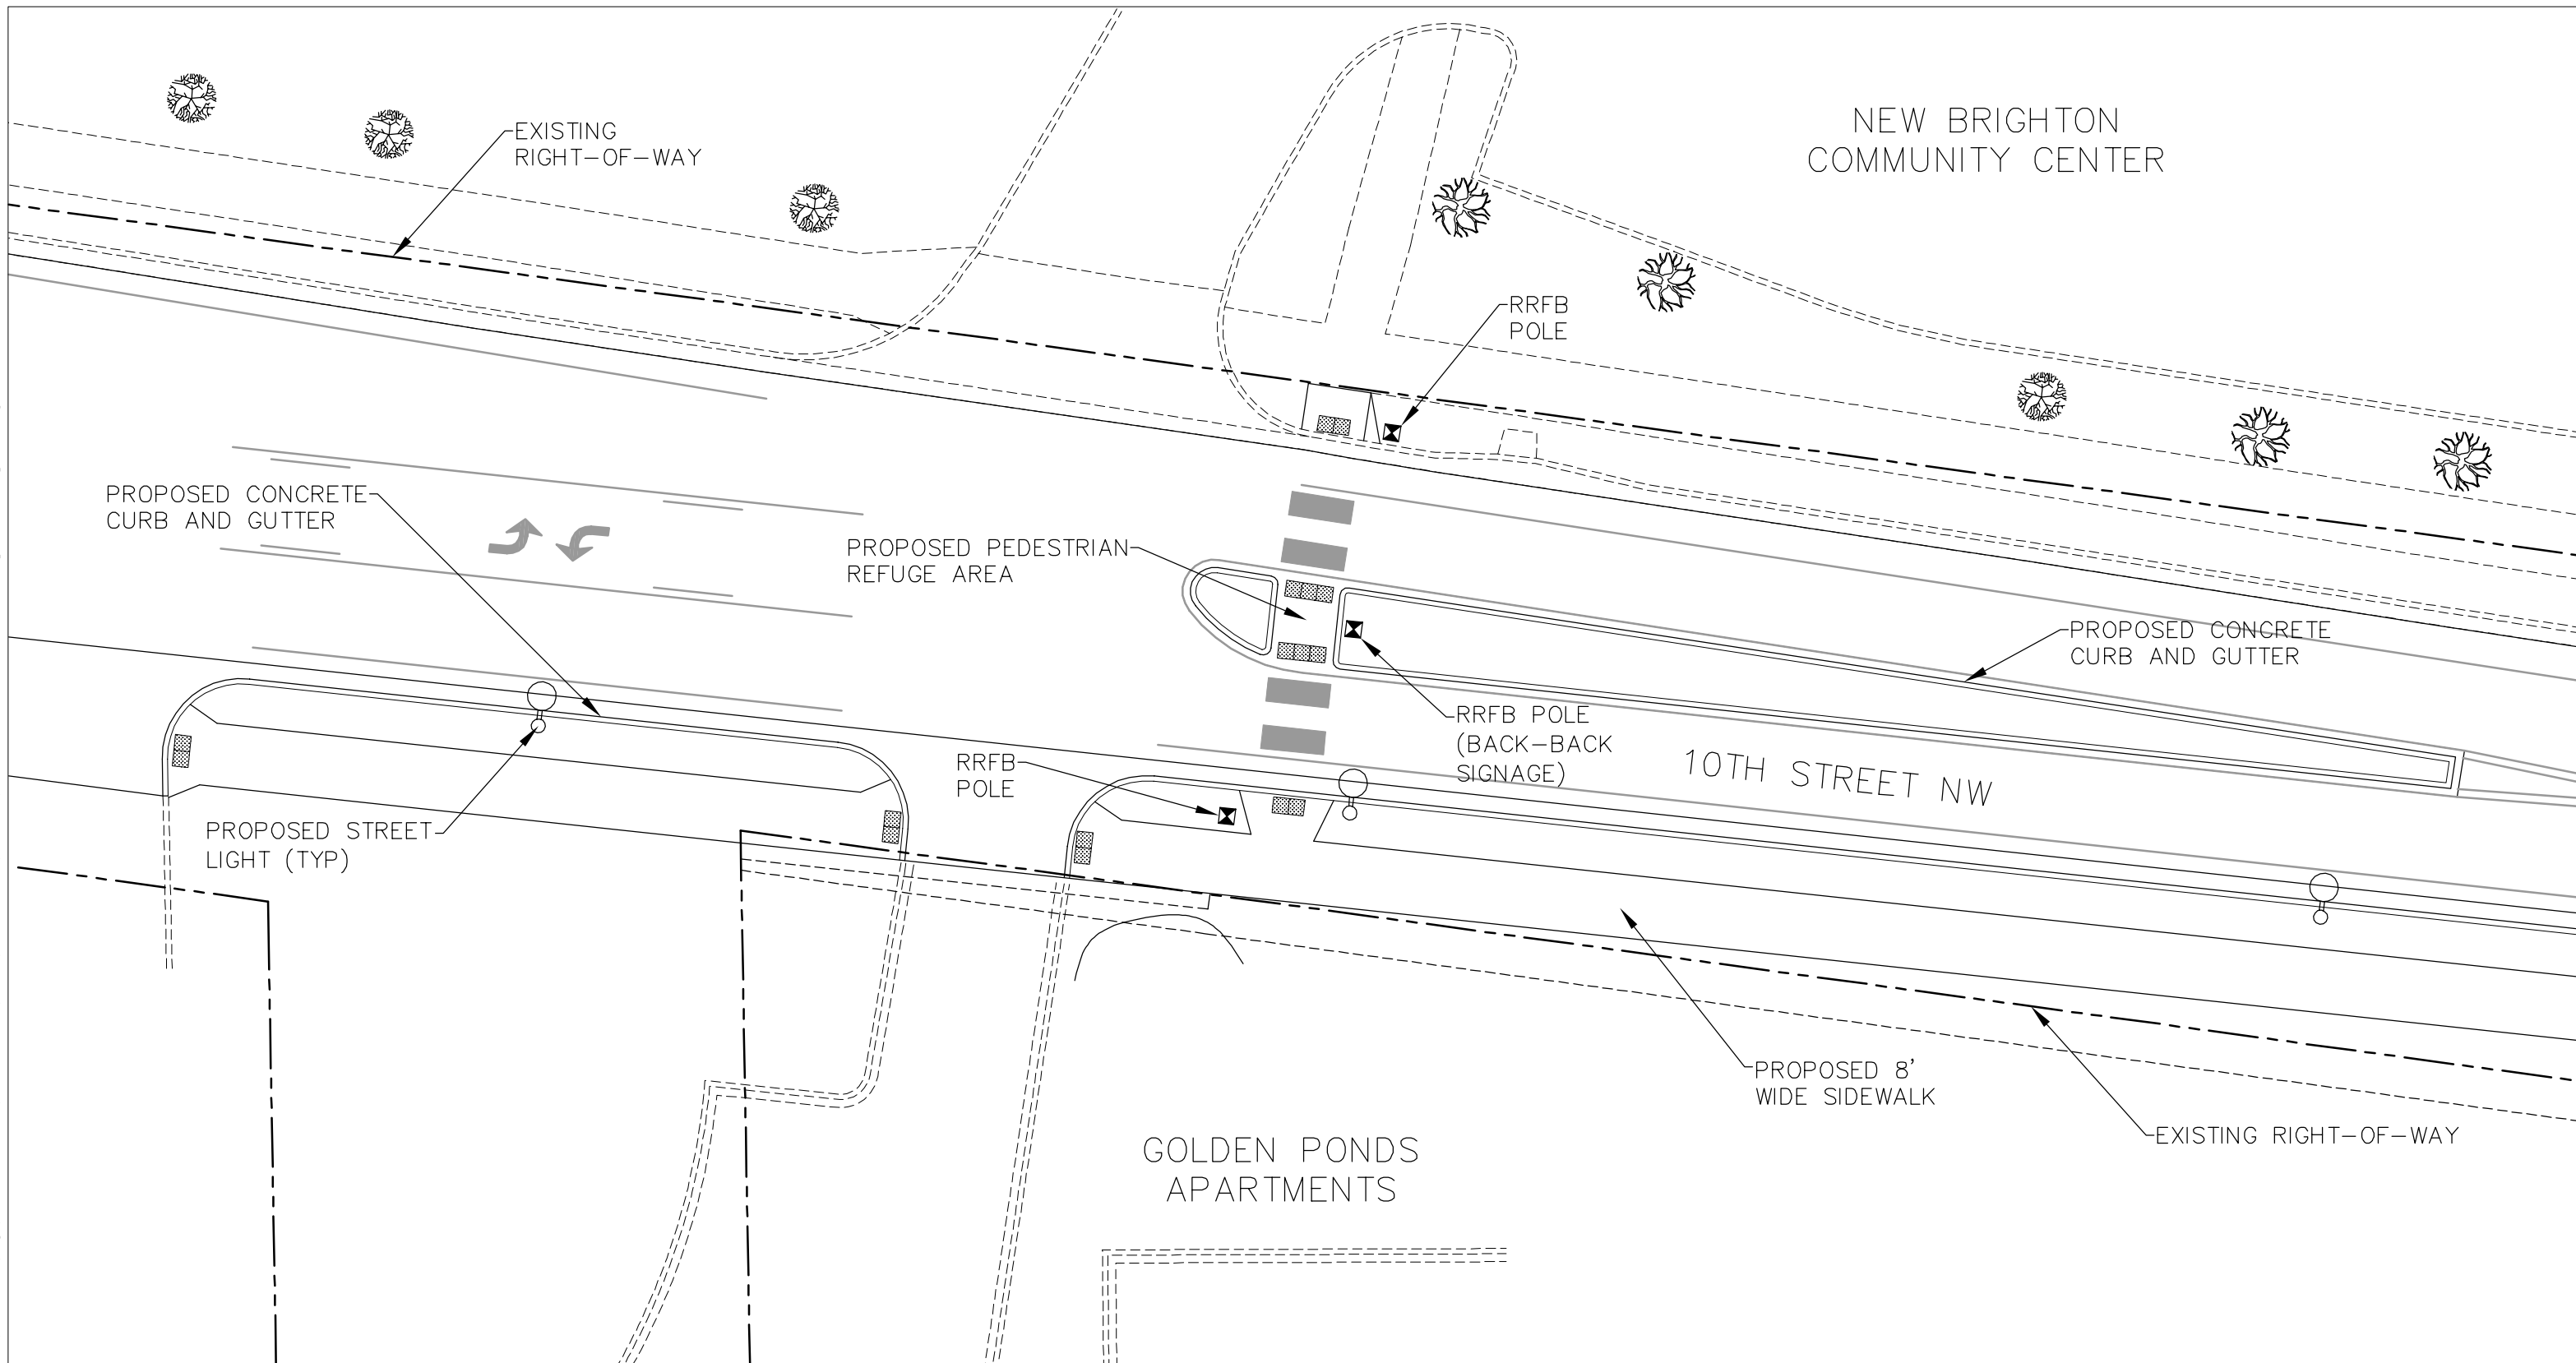 NEW BRIGHTON
COMMUNITY CENTER
EXISTING
RIGHT-OF-WAY
RRFB
POLE
PROPOSED CONCRETE
CURB AND GUTTER
PROPOSED PEDESTRIAN
REFUGE AREA
PROPOSED CONCRETE
CURB AND GUTTER
RRFB POLE
(BACK-BACK
SIGNAGE)
10TH STREET NW
RRFB
POLE
PROPOSED STREET
LIGHT (TYP)
PROPOSED 8'
WIDE SIDEWALK
EXISTING RIGHT-OF-WAY
GOLDEN PONDS
APARTMENTS